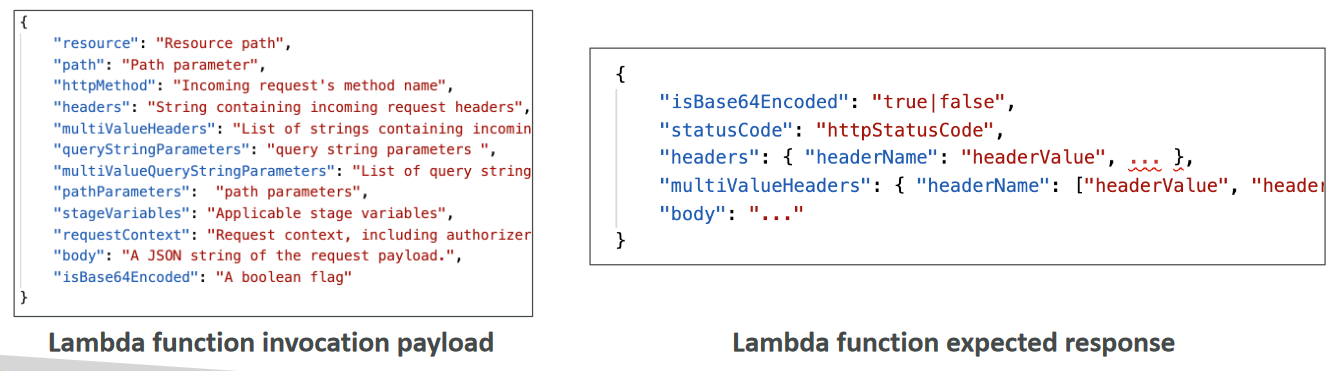 {
"resource": "Resource path",
"path": "Path parameter",
"httpMethod": "Incoming request's method name",
"headers": "String containing incoming request headers",
"multiValueHeaders": "List of strings containing incomin
"queryStringParameters": "query string parameters ",
"multiValueQueryStringParameters": "List of query string
"pathParameters":  "path parameters",
"stageVariables": "Applicable stage variables",
"requestContext": "Request context, including authorizer
"body": "A JSON string of the request payload.",
"isBase64Encoded": "A boolean flag"
}
Lambda function invocation payload
{
"isBase64Encoded": "true|false",
"statusCode": "httpStatusCode",
"headers": { "headerName": "headerValue", ... },
"multiValueHeaders": { "headerName": ["headerValue", "header
"body": "..."
}
Lambda function expected response